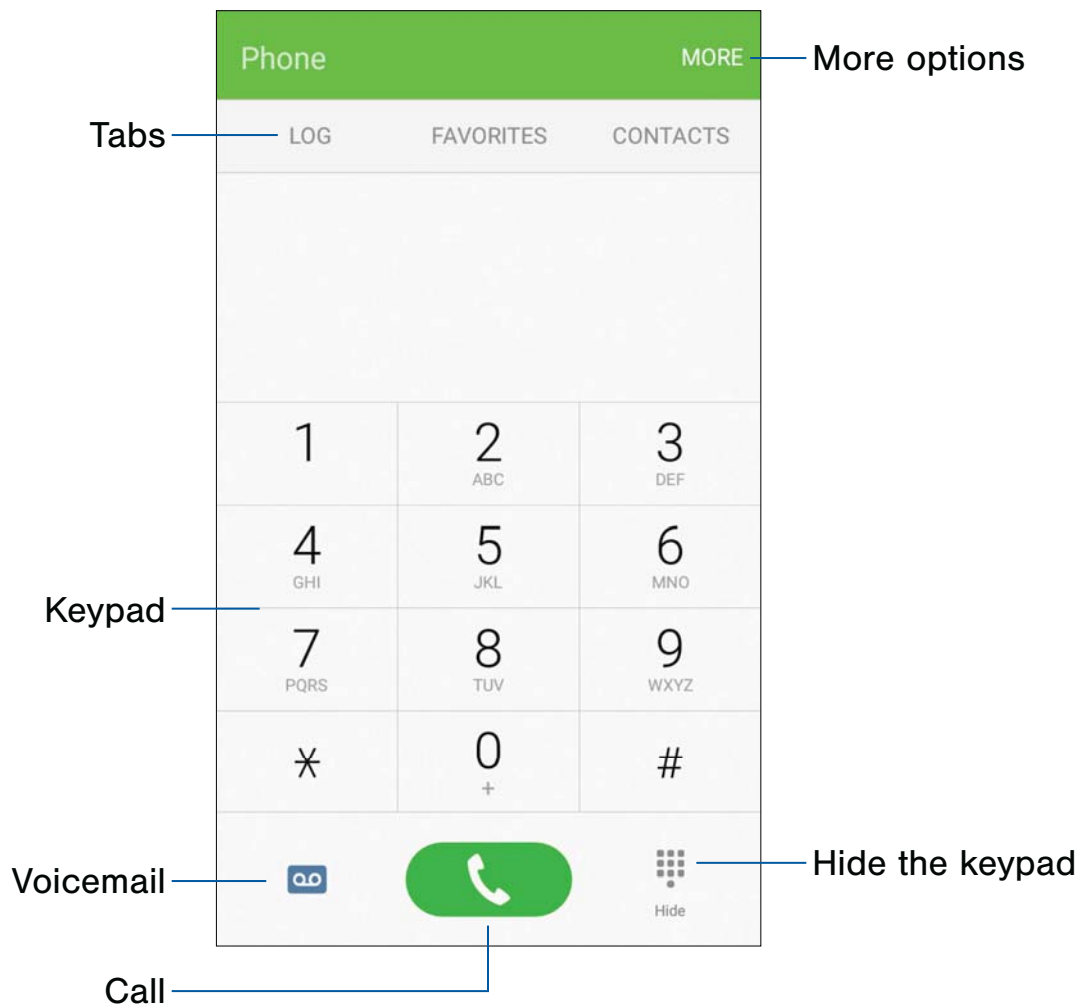 Phone MORE More options
Tabs LOG FAVORITES CONTACTS
1 2 3
ABC DEF
4 5 6
GHI JKL MNO
Keypad
7 8 9
PQRS TUV WXYZ
* 0 #
+
Voicemail Hide the keypad
Hide
Call